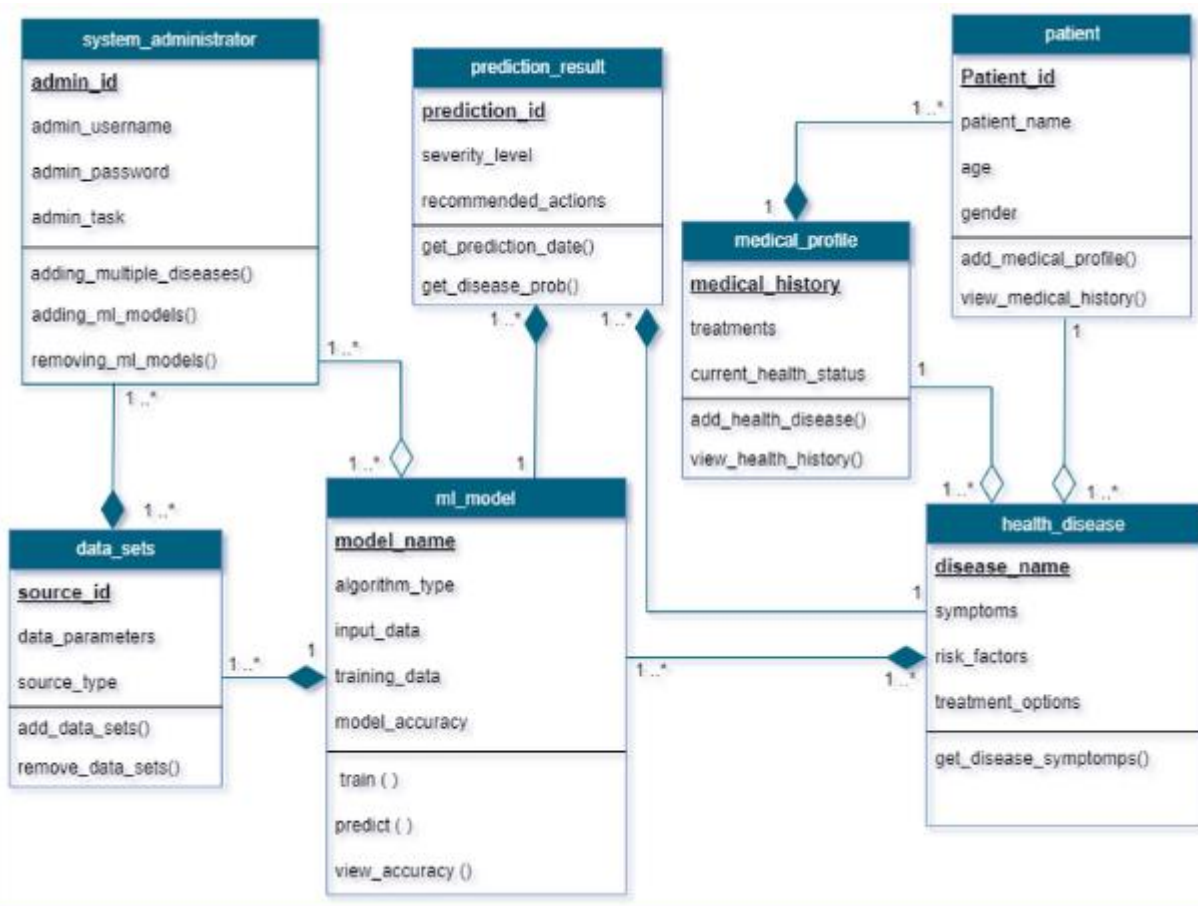 system_administrator
admin_id
admin_username
admin_password
admin_task
adding_multiple_diseases()
adding_ml_models()
removing_ml_models()
1..*
1..*
prediction_result
prediction_id
severity_level
recommended_actions
get_prediction_date()
get_disease_prob()
1..*
1..*
patient
Patient_id
patient_name
age
gender
add_medical_profile()
view_medical_history()
1..*
1
1
medical_profile
medical_history
treatments
current_health_status
add_health_disease()
view_health_history()
1
1..*
1..*
1..*
data_sets
source_id
data_parameters
source_type
add_data_sets()
remove_data_sets()
1..*
1
1..*
1
ml_model
model_name
algorithm_type
input_data
training_data
model_accuracy
train ( )
predict ( )
view_accuracy ()
1..*
1..*
1
health_disease
disease_name
symptoms
risk_factors
treatment_options
get_disease_symptomps()